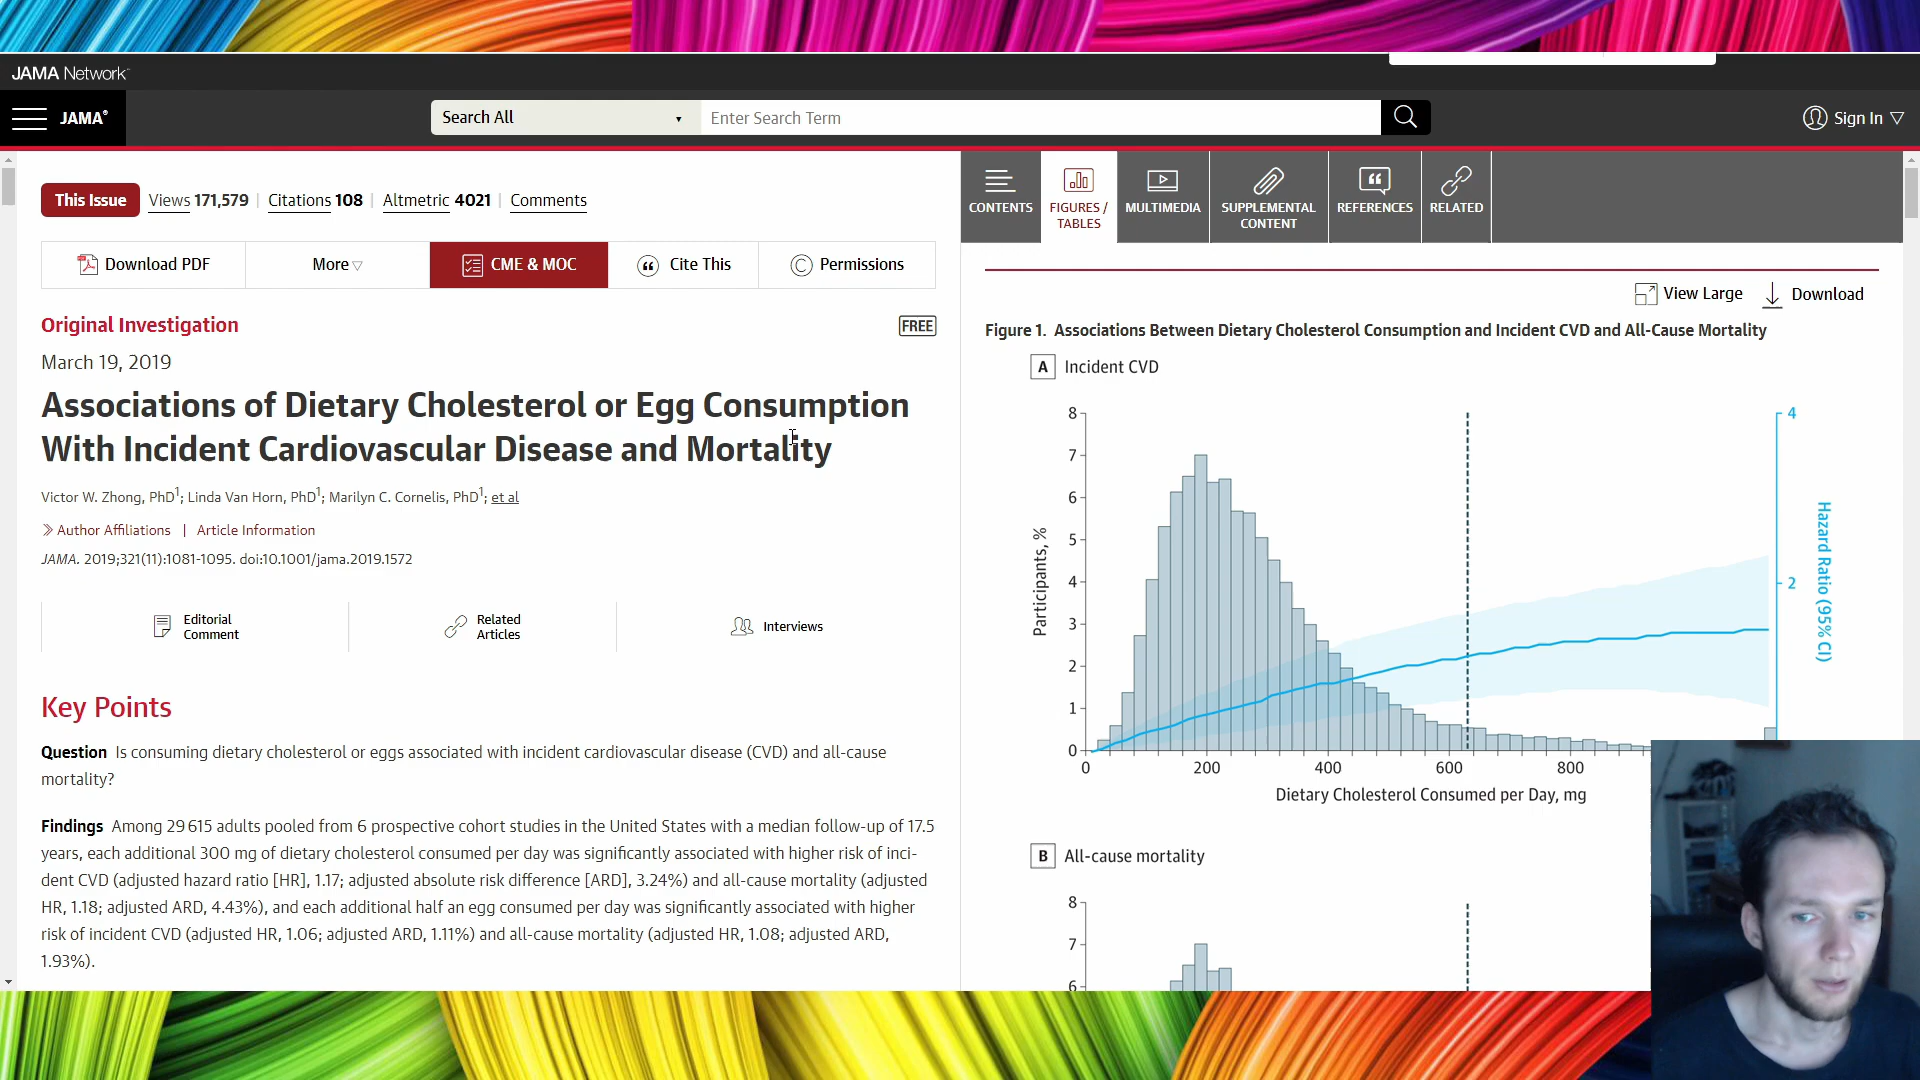 JAMA Network
JAMA®
Search All
Enter Search Term
Sign In
This Issue
Views 171,579 | Citations 108 | Altmetric 4021 | Comments
Download PDF
More
CME & MOC
Cite This
Permissions
Original Investigation
FREE
March 19, 2019
Associations of Dietary Cholesterol or Egg Consumption
With Incident Cardiovascular Disease and Mortality
Victor W. Zhong, PhD1; Linda Van Horn, PhD1; Marilyn C. Cornelis, PhD1; et al
Author Affiliations | Article Information
JAMA. 2019;321(11):1081-1095. doi:10.1001/jama.2019.1572
Editorial
Comment
Related
Articles
Interviews
Key Points
Question Is consuming dietary cholesterol or eggs associated with incident cardiovascular disease (CVD) and all-cause
mortality?
Findings Among 29 615 adults pooled from 6 prospective cohort studies in the United States with a median follow-up of 17.5
years, each additional 300 mg of dietary cholesterol consumed per day was significantly associated with higher risk of inci-
dent CVD (adjusted hazard ratio [HR], 1.17; adjusted absolute risk difference [ARD], 3.24%) and all-cause mortality (adjusted
HR, 1.18; adjusted ARD, 4.43%), and each additional half an egg consumed per day was significantly associated with higher
risk of incident CVD (adjusted HR, 1.06; adjusted ARD, 1.11%) and all-cause mortality (adjusted HR, 1.08; adjusted ARD,
1.93%).
CONTENTS
FIGURES /
TABLES
MULTIMEDIA
SUPPLEMENTAL
CONTENT
REFERENCES
RELATED
View Large
Download
Figure 1. Associations Between Dietary Cholesterol Consumption and Incident CVD and All-Cause Mortality
A Incident CVD
8
7
6
5
4
3
2
1
0
Participants, %
4
2
Hazard Ratio (95% CI)
0 200 400 600 800
Dietary Cholesterol Consumed per Day, mg
B All-cause mortality
8
7
6